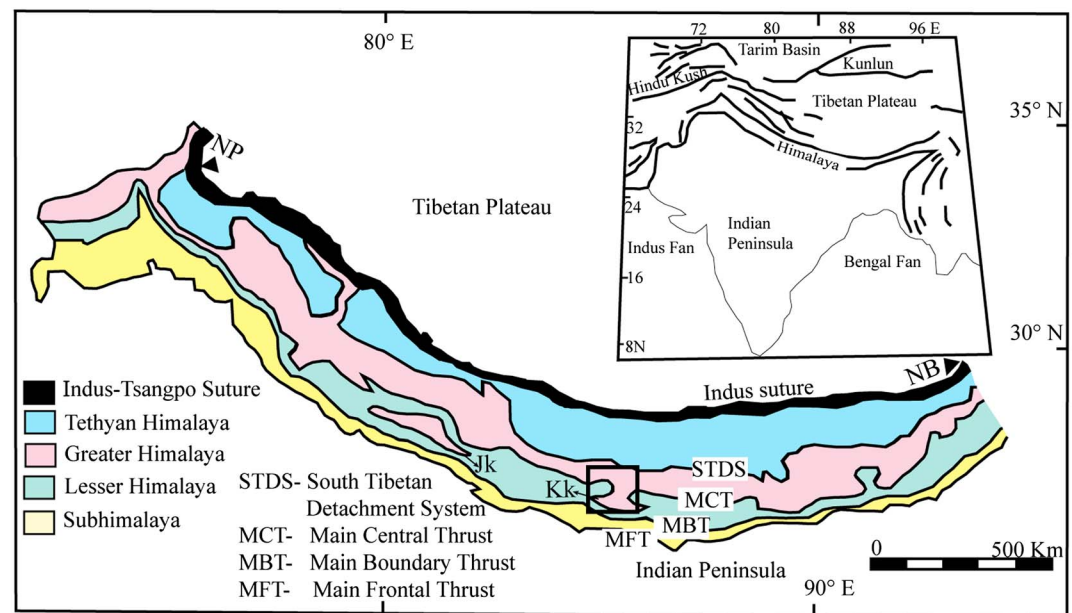 80° E
72 80 88 96 E
Tarim Basin
Kunlun
Hindu Kush
Tibetan Plateau
32
Himalaya
24
Indian
Peninsula
Indus Fan
Bengal Fan
16
8N
35° N
NP
Tibetan Plateau
30° N
NB
Indus suture
Indus-Tsangpo Suture
Tethyan Himalaya
Greater Himalaya
Lesser Himalaya
Subhimalaya
STDS
Jk
Kk
MCT
MBT
MFT
STDS- South Tibetan
Detachment System
MCT- Main Central Thrust
MBT- Main Boundary Thrust
MFT- Main Frontal Thrust
Indian Peninsula
0 500 Km
90° E